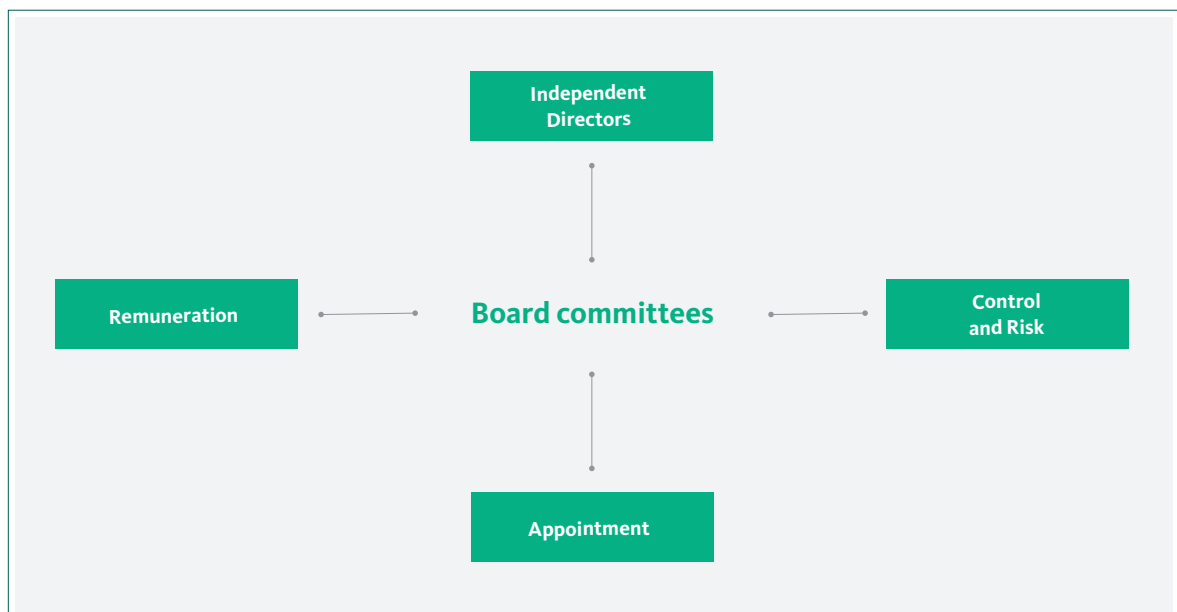 Independent
Directors
Remuneration
Board committees
Control
and Risk
Appointment